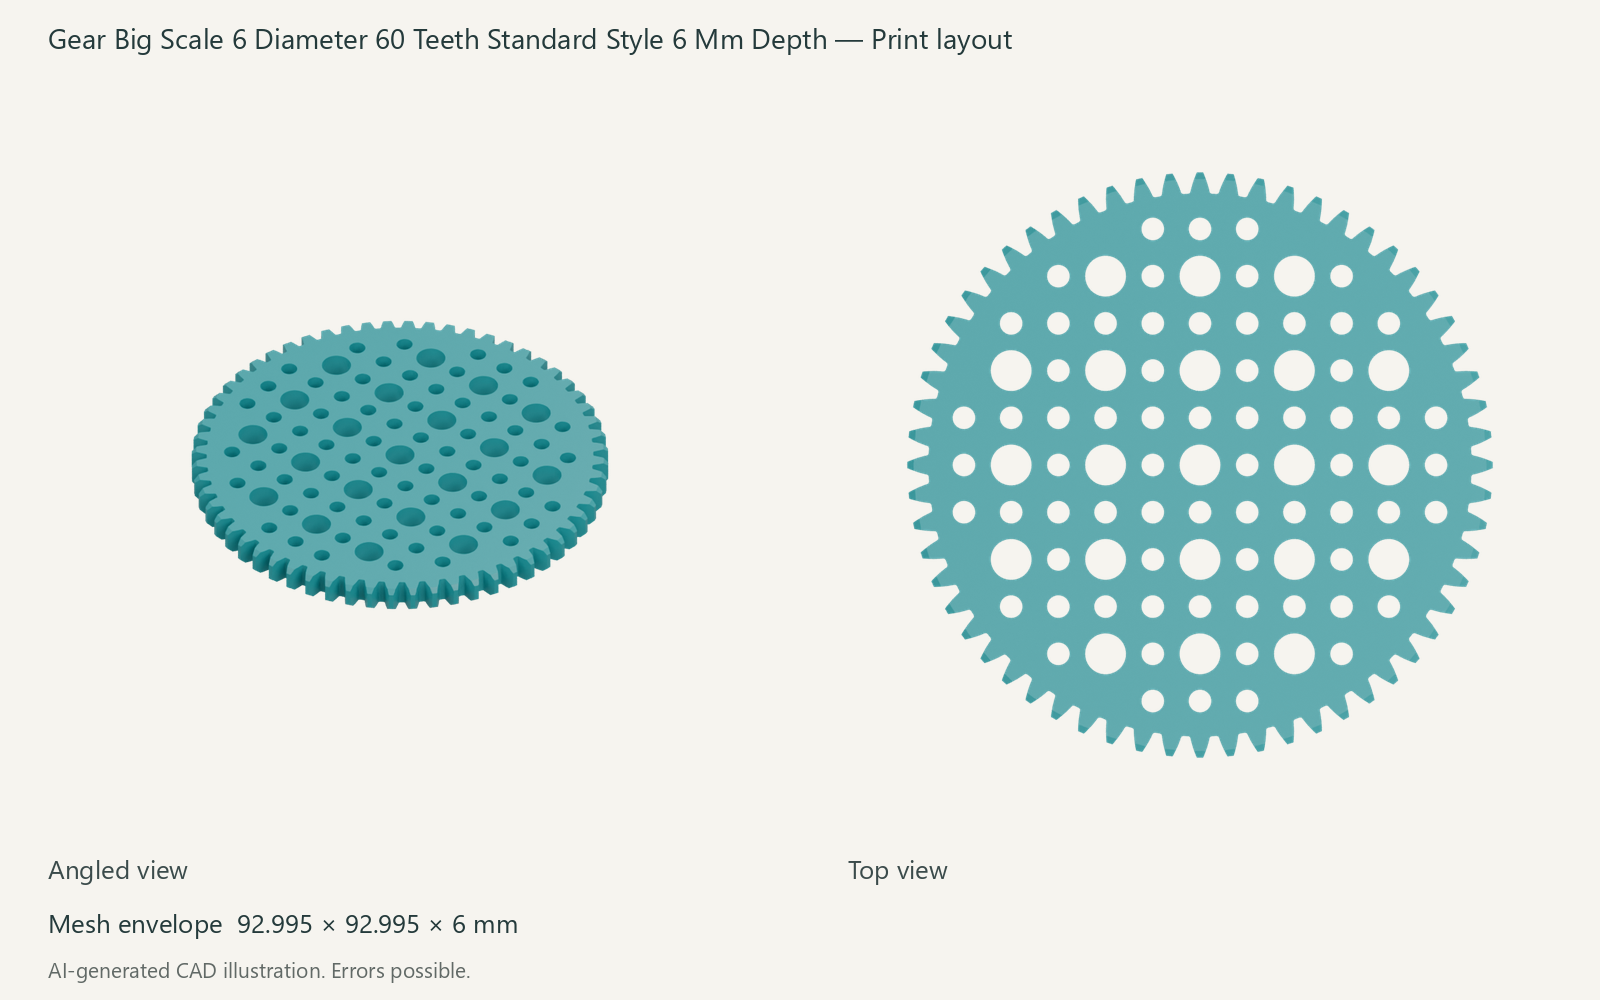 Gear Big Scale 6 Diameter 60 Teeth Standard Style 6 Mm Depth — Print layout
Angled view
Top view
Mesh envelope 92.995 × 92.995 × 6 mm
AI-generated CAD illustration. Errors possible.